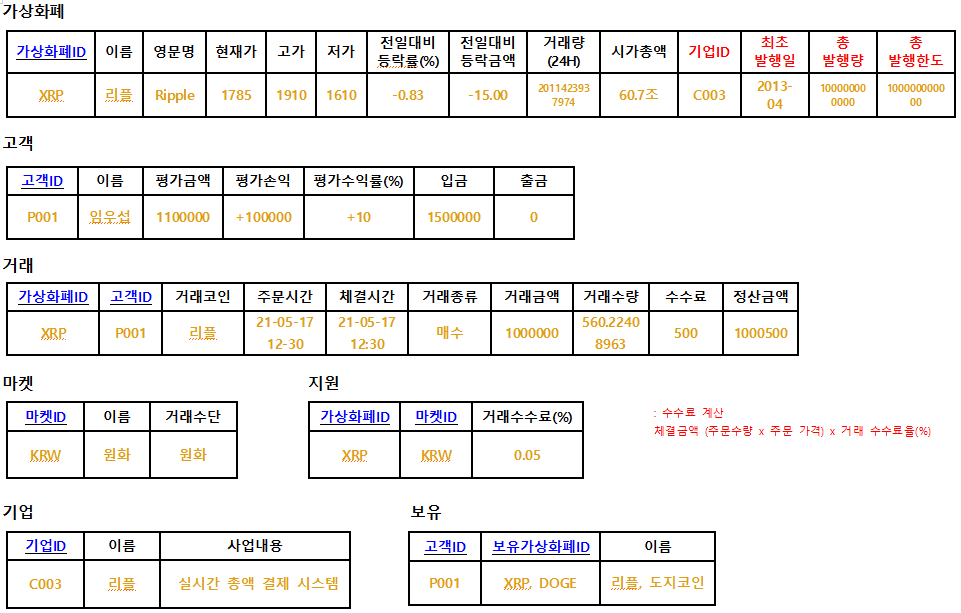 가상화폐
가상화폐ID 이름 영문명 현재가 고가 저가 전일대비 등락률(%) 전일대비 등락금액 거래량 (24H) 시가총액 기업ID 최초 발행일 총 발행량 총 발행한도
XRP 리플 Ripple 1785 1910 1610 -0.83 -15.00 2011423937974 60.7조 C003 2013-04 100000000000 100000000000
고객
고객ID 이름 평가금액 평가손익 평가수익률(%) 입금 출금
P001 임우섭 1100000 +100000 +10 1500000 0
거래
가상화폐ID 고객ID 거래코인 주문시간 체결시간 거래종류 거래금액 거래수량 수수료 정산금액
XRP P001 리플 21-05-17 12-30 21-05-17 12:30 매수 1000000 560.22408963 500 1000500
마켓
마켓ID 이름 거래수단
KRW 원화 원화
지원
가상화폐ID 마켓ID 거래수수료(%)
XRP KRW 0.05
: 수수료 계산
체결금액 (주문수량 x 주문 가격) x 거래 수수료율(%)
기업
기업ID 이름 사업내용
C003 리플 실시간 총액 결제 시스템
보유
고객ID 보유가상화폐ID 이름
P001 XRP, DOGE 리플, 도지코인